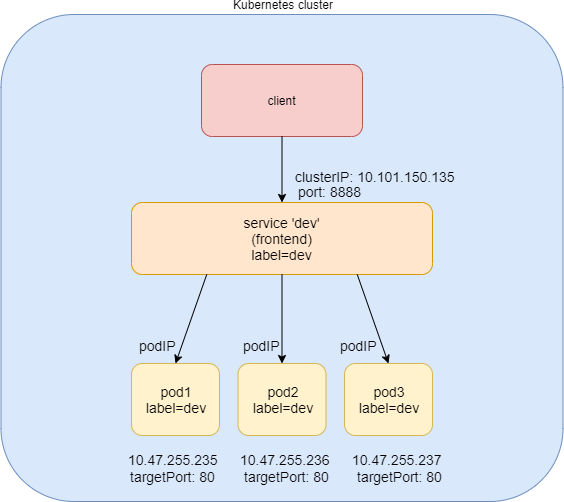 Kubernetes cluster
client
clusterIP: 10.101.150.135
port: 8888
service 'dev'
(frontend)
label=dev
podIP
podIP
podIP
pod1
label=dev
pod2
label=dev
pod3
label=dev
10.47.255.235
targetPort: 80
10.47.255.236
targetPort: 80
10.47.255.237
targetPort: 80